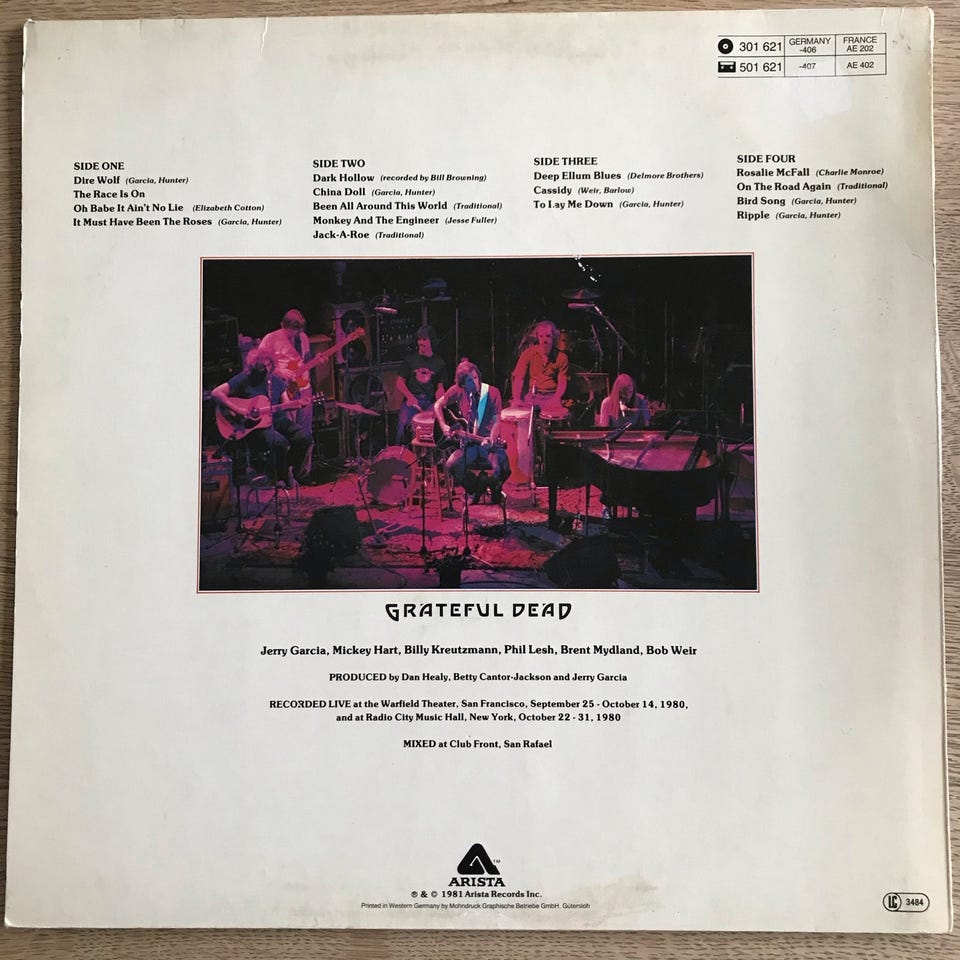 301 621 GERMANY -406 FRANCE AE 202
501 621 -407 AE 402
SIDE ONE
Dire Wolf (Garcia, Hunter)
The Race Is On
Oh Babe It Ain't No Lie (Elizabeth Cotton)
It Must Have Been The Roses (Garcia, Hunter)
SIDE TWO
Dark Hollow (recorded by Bill Browning)
China Doll (Garcia, Hunter)
Been All Around This World (Traditional)
Monkey And The Engineer (Jesse Fuller)
Jack-A-Roe (Traditional)
SIDE THREE
Deep Ellum Blues (Delmore Brothers)
Cassidy (Weir, Barlow)
To Lay Me Down (Garcia, Hunter)
SIDE FOUR
Rosalie McFall (Charlie Monroe)
On The Road Again (Traditional)
Bird Song (Garcia, Hunter)
Ripple (Garcia, Hunter)
GRATEFUL DEAD
Jerry Garcia, Mickey Hart, Billy Kreutzmann, Phil Lesh, Brent Mydland, Bob Weir
PRODUCED by Dan Healy, Betty Cantor-Jackson and Jerry Garcia
RECORDED LIVE at the Warfield Theater, San Francisco, September 25 - October 14, 1980,
and at Radio City Music Hall, New York, October 22 - 31, 1980
MIXED at Club Front, San Rafael
TM
ARISTA
℗ & © 1981 Arista Records Inc.
Printed in Western Germany by Mohndruck Graphische Betriebe GmbH, Gütersloh
LC 3484